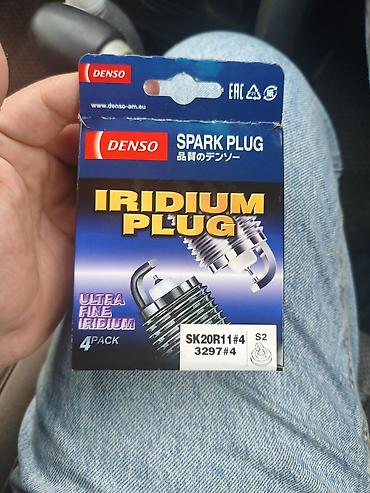 DENSO
EAC
www.denso-am.eu
DENSO
SPARK PLUG
品質のデンソー
IRIDIUM
PLUG
ULTRA
FINE
IRIDIUM
4PACK
SK20R11#4
3297#4
S2